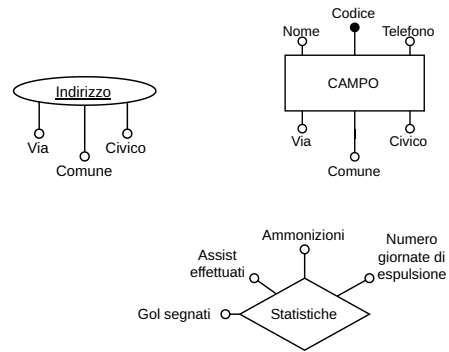 Codice
Nome
Telefono
Indirizzo
CAMPO
Via
Civico
Comune
Via
Civico
Comune
Ammonizioni
Numero
giornate di
espulsione
Assist
effettuati
Gol segnati
Statistiche